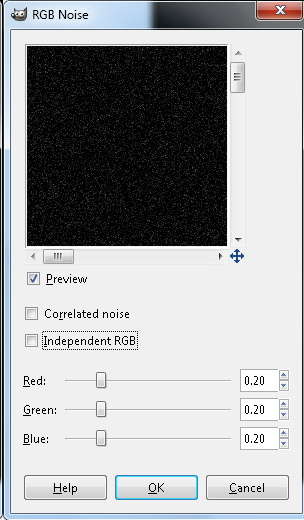 RGB Noise
Preview
Correlated noise
Independent RGB
Red: 0.20
Green: 0.20
Blue: 0.20
Help OK Cancel